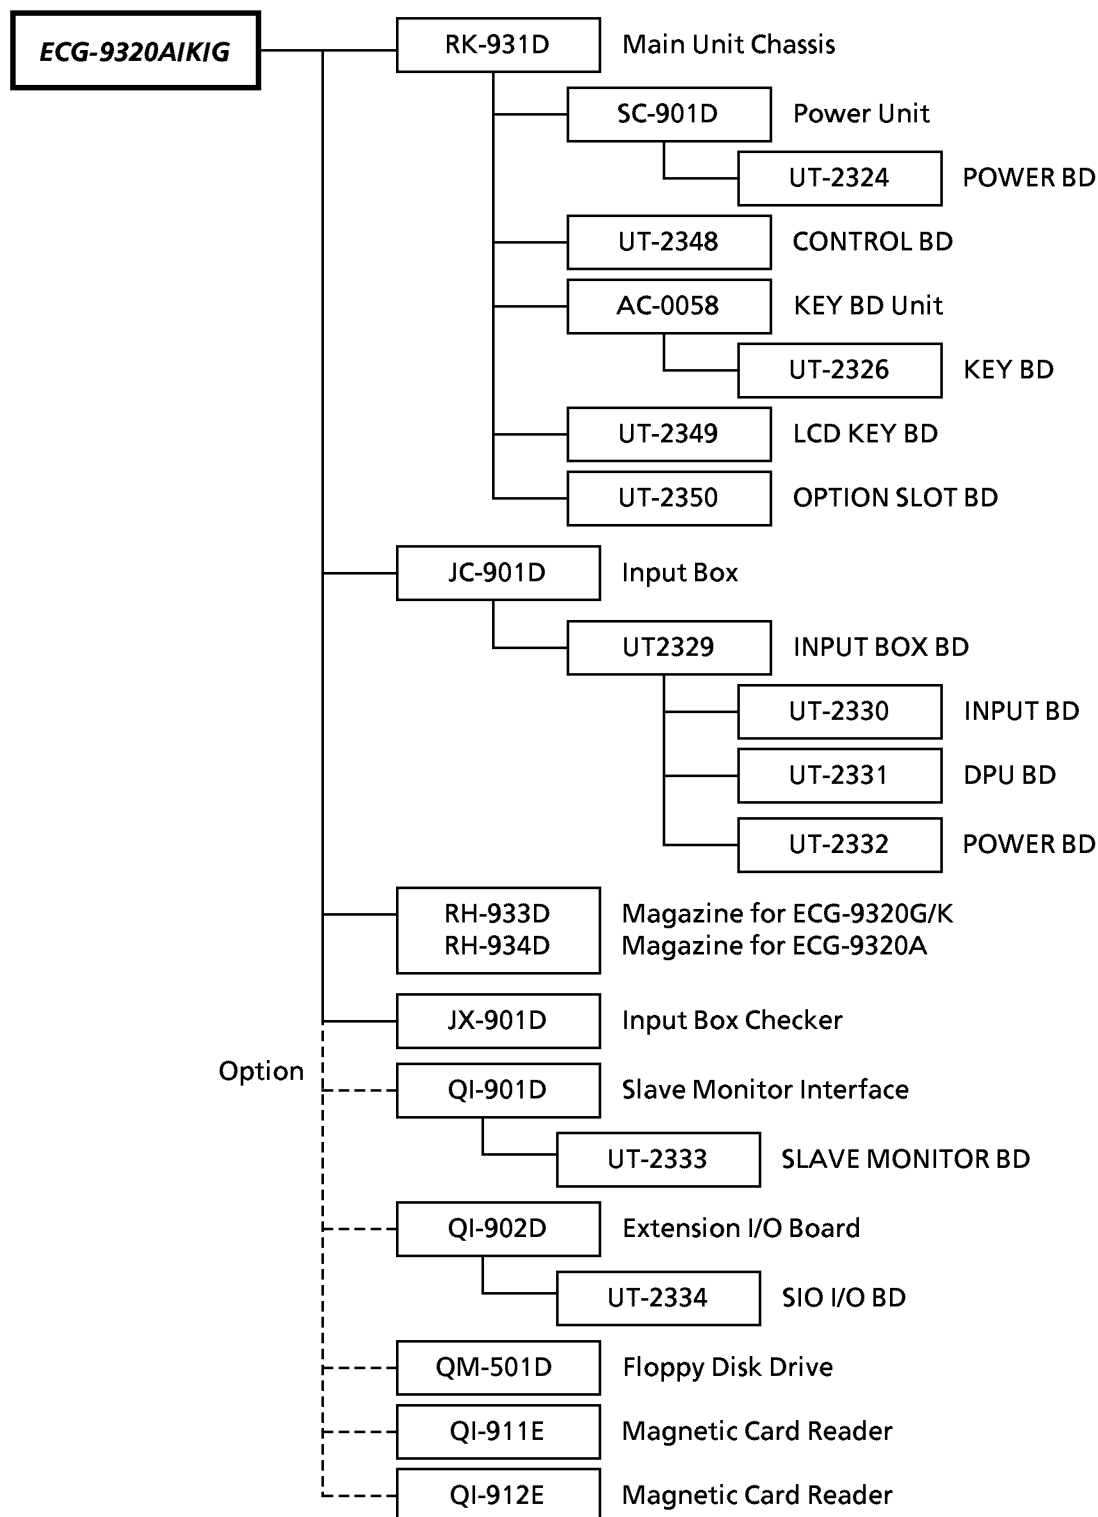 ECG-9320A/K/G
RK-931D Main Unit Chassis
SC-901D Power Unit
UT-2324 POWER BD
UT-2348 CONTROL BD
AC-0058 KEY BD Unit
UT-2326 KEY BD
UT-2349 LCD KEY BD
UT-2350 OPTION SLOT BD
JC-901D Input Box
UT2329 INPUT BOX BD
UT-2330 INPUT BD
UT-2331 DPU BD
UT-2332 POWER BD
RH-933D Magazine for ECG-9320G/K
RH-934D Magazine for ECG-9320A
JX-901D Input Box Checker
Option
QI-901D Slave Monitor Interface
UT-2333 SLAVE MONITOR BD
QI-902D Extension I/O Board
UT-2334 SIO I/O BD
QM-501D Floppy Disk Drive
QI-911E Magnetic Card Reader
QI-912E Magnetic Card Reader